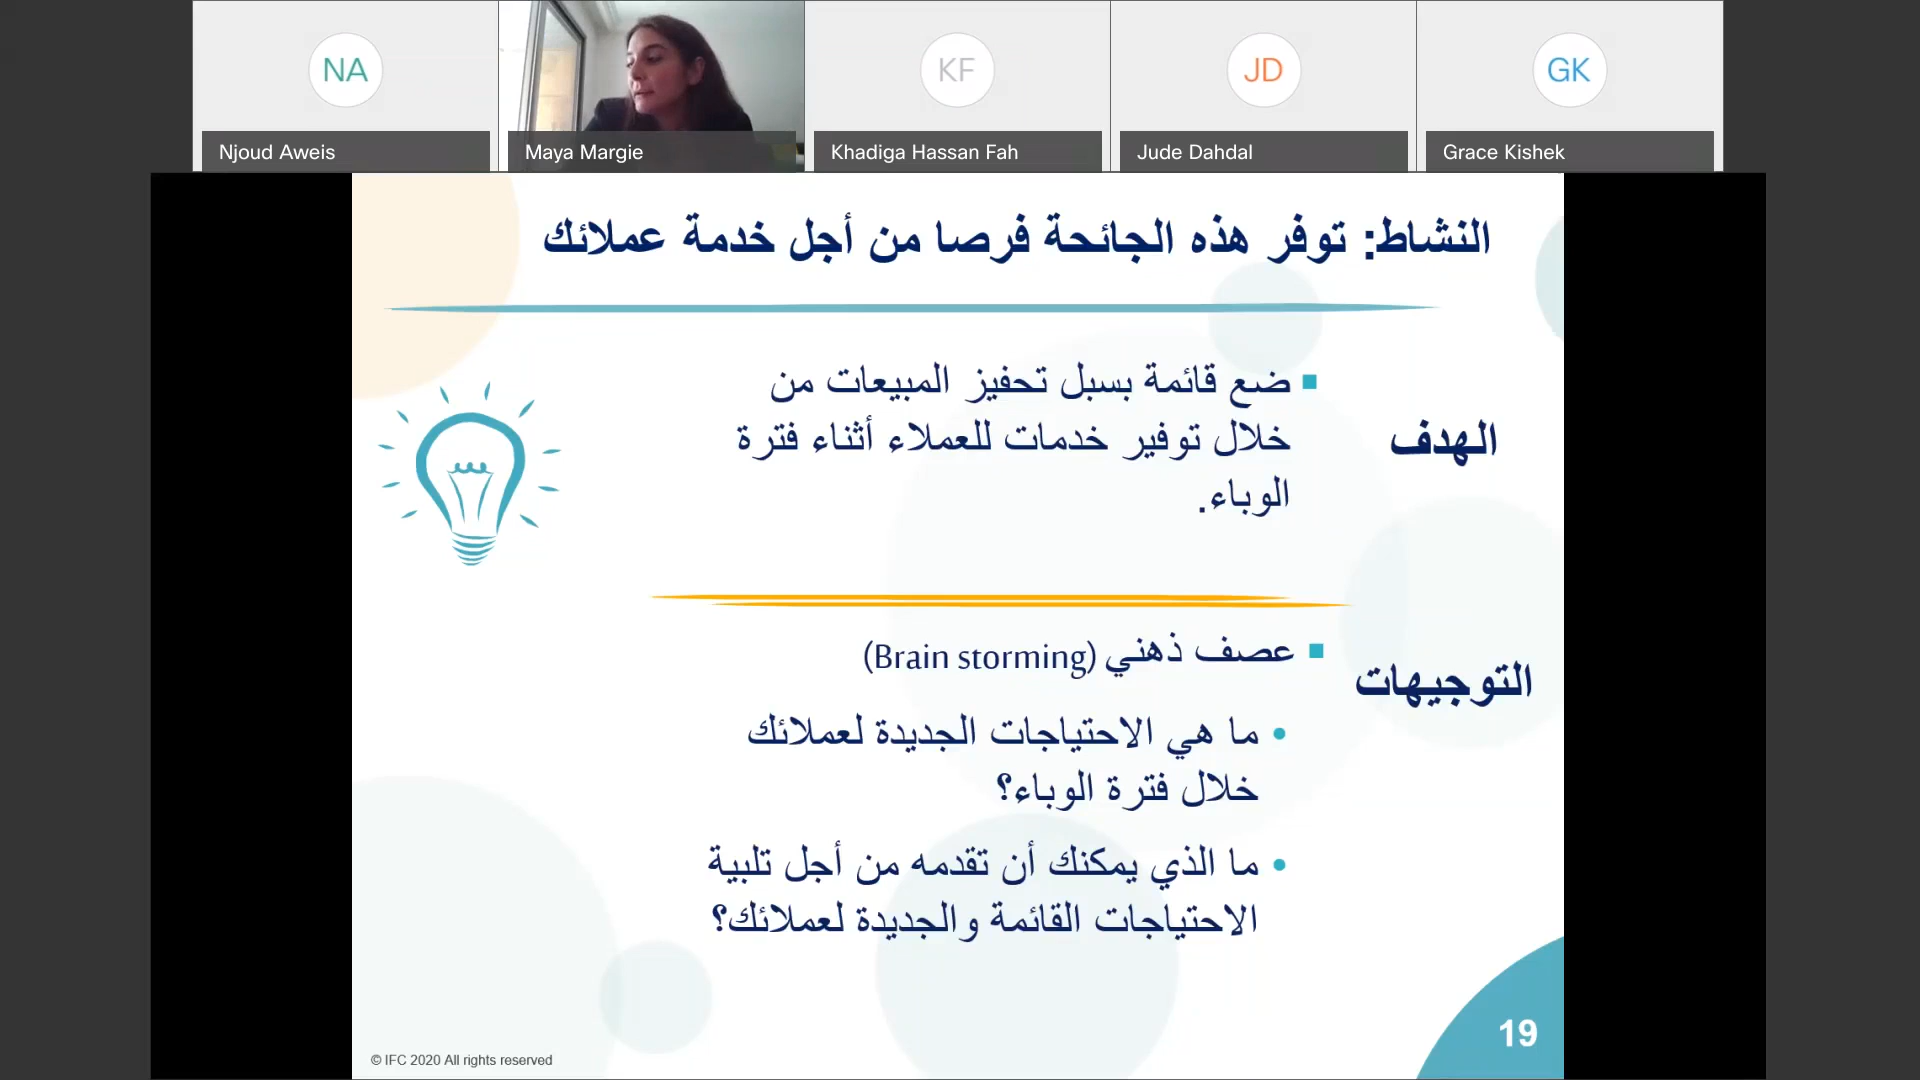 NA
KF
JD
GK
Njoud Aweis
Maya Margie
Khadiga Hassan Fah
Jude Dahdal
Grace Kishek
النشاط: توفر هذه الجائحة فرصا من أجل خدمة عملائك
الهدف
ضع قائمة بسبل تحفيز المبيعات من
خلال توفير خدمات للعملاء أثناء فترة
الوباء.
التوجيهات
عصف ذهني (Brain storming)
ما هي الاحتياجات الجديدة لعملائك
خلال فترة الوباء؟
ما الذي يمكنك أن تقدمه من أجل تلبية
الاحتياجات القائمة والجديدة لعملائك؟
© IFC 2020 All rights reserved
19